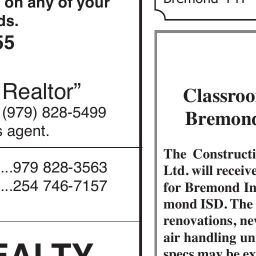 on any of your
ds.
55
Realtor”
(979) 828-5499
s agent.
...979 828-3563
...254 746-7157
EALTY
Bremond
Classroo
Bremond
The Constructi
Ltd. will receive
for Bremond In
mond ISD. The
renovations, nev
air handling un
specs may be ex